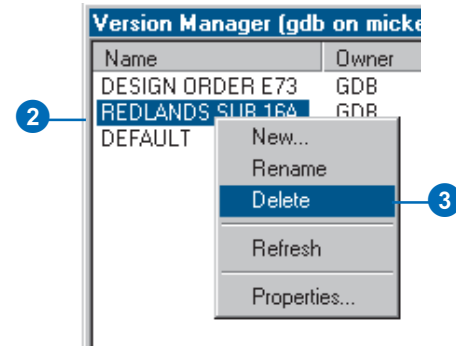 Version Manager (gdb on micke
Name Owner
DESIGN ORDER E73 GDB
2 REDLANDS SUB 16A GDB
DEFAULT
New...
Rename
Delete 3
Refresh
Properties...